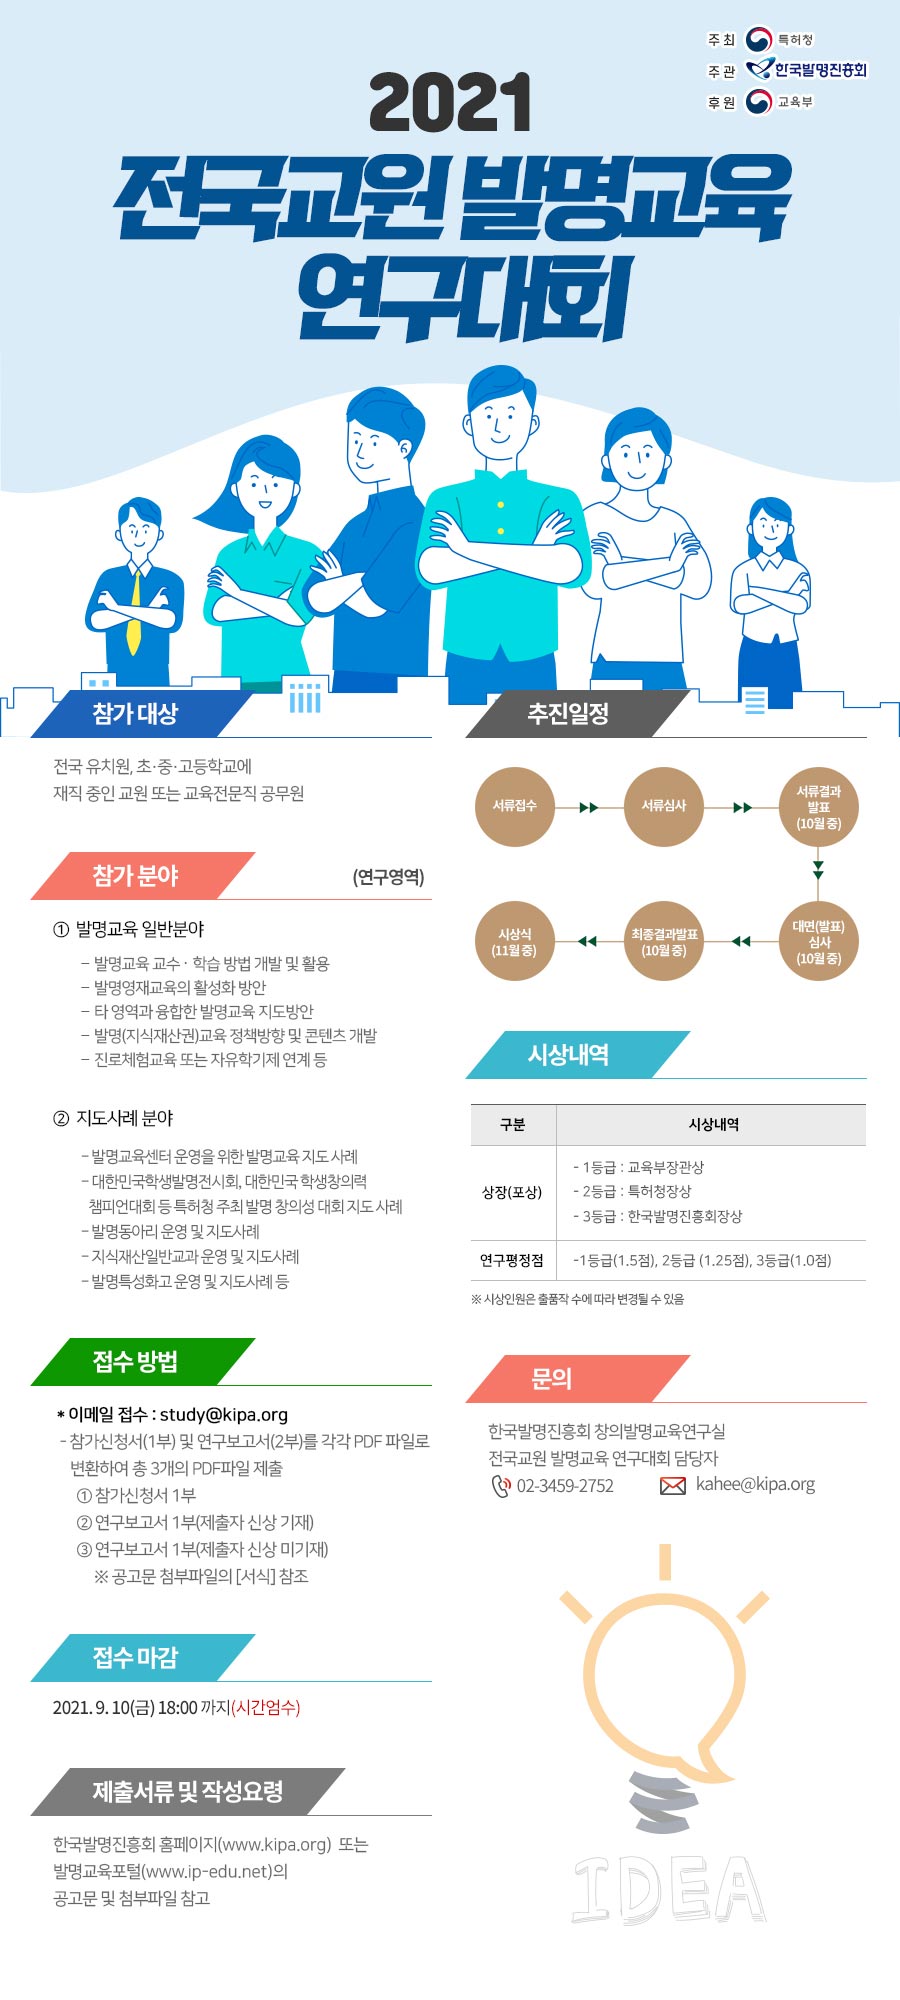 주최 특허청
주관 한국발명진흥회
후원 교육부
2021
전국교원 발명교육
연구대회
참가 대상
전국 유치원, 초·중·고등학교에
재직 중인 교원 또는 교육전문직 공무원
참가 분야 (연구영역)
① 발명교육 일반분야
- 발명교육 교수 · 학습 방법 개발 및 활용
- 발명영재교육의 활성화 방안
- 타 영역과 융합한 발명교육 지도방안
- 발명(지식재산권)교육 정책방향 및 콘텐츠 개발
- 진로체험교육 또는 자유학기제 연계 등
② 지도사례 분야
- 발명교육센터 운영을 위한 발명교육 지도 사례
- 대한민국학생발명전시회, 대한민국 학생창의력
챔피언대회 등 특허청 주최 발명 창의성 대회 지도 사례
- 발명동아리 운영 및 지도사례
- 지식재산일반교과 운영 및 지도사례
- 발명특성화고 운영 및 지도사례 등
접수 방법
* 이메일 접수 : study@kipa.org
- 참가신청서(1부) 및 연구보고서(2부)를 각각 PDF 파일로
변환하여 총 3개의 PDF파일 제출
① 참가신청서 1부
② 연구보고서 1부(제출자 신상 기재)
③ 연구보고서 1부(제출자 신상 미기재)
※ 공고문 첨부파일의 [서식] 참조
접수 마감
2021. 9. 10(금) 18:00 까지(시간엄수)
제출서류 및 작성요령
한국발명진흥회 홈페이지(www.kipa.org) 또는
발명교육포털(www.ip-edu.net)의
공고문 및 첨부파일 참고
추진일정
서류접수
서류심사
서류결과
발표
(10월 중)
대면(발표)
심사
(10월 중)
최종결과발표
(10월 중)
시상식
(11월 중)
시상내역
구분 시상내역
상장(포상)
- 1등급 : 교육부장관상
- 2등급 : 특허청장상
- 3등급 : 한국발명진흥회장상
연구평정점 -1등급(1.5점), 2등급 (1.25점), 3등급(1.0점)
※ 시상인원은 출품작 수에 따라 변경될 수 있음
문의
한국발명진흥회 창의발명교육연구실
전국교원 발명교육 연구대회 담당자
02-3459-2752 kahee@kipa.org
IDEA